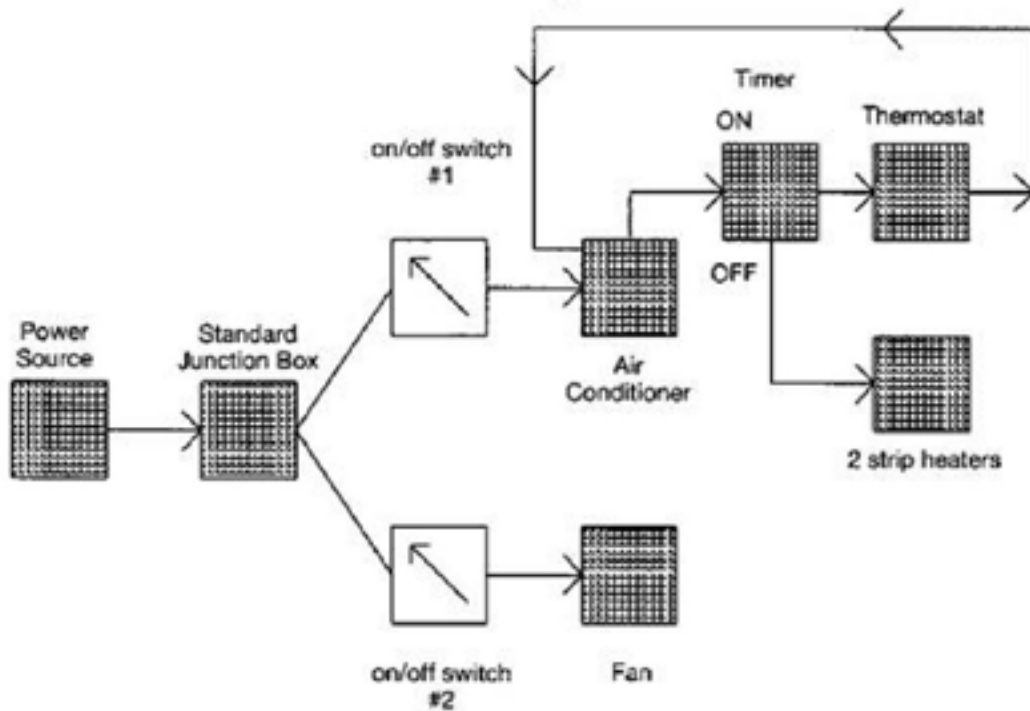 Timer
ON
Thermostat
on/off switch
#1
OFF
Power
Source
Standard
Junction Box
Air
Conditioner
2 strip heaters
on/off switch
#2
Fan